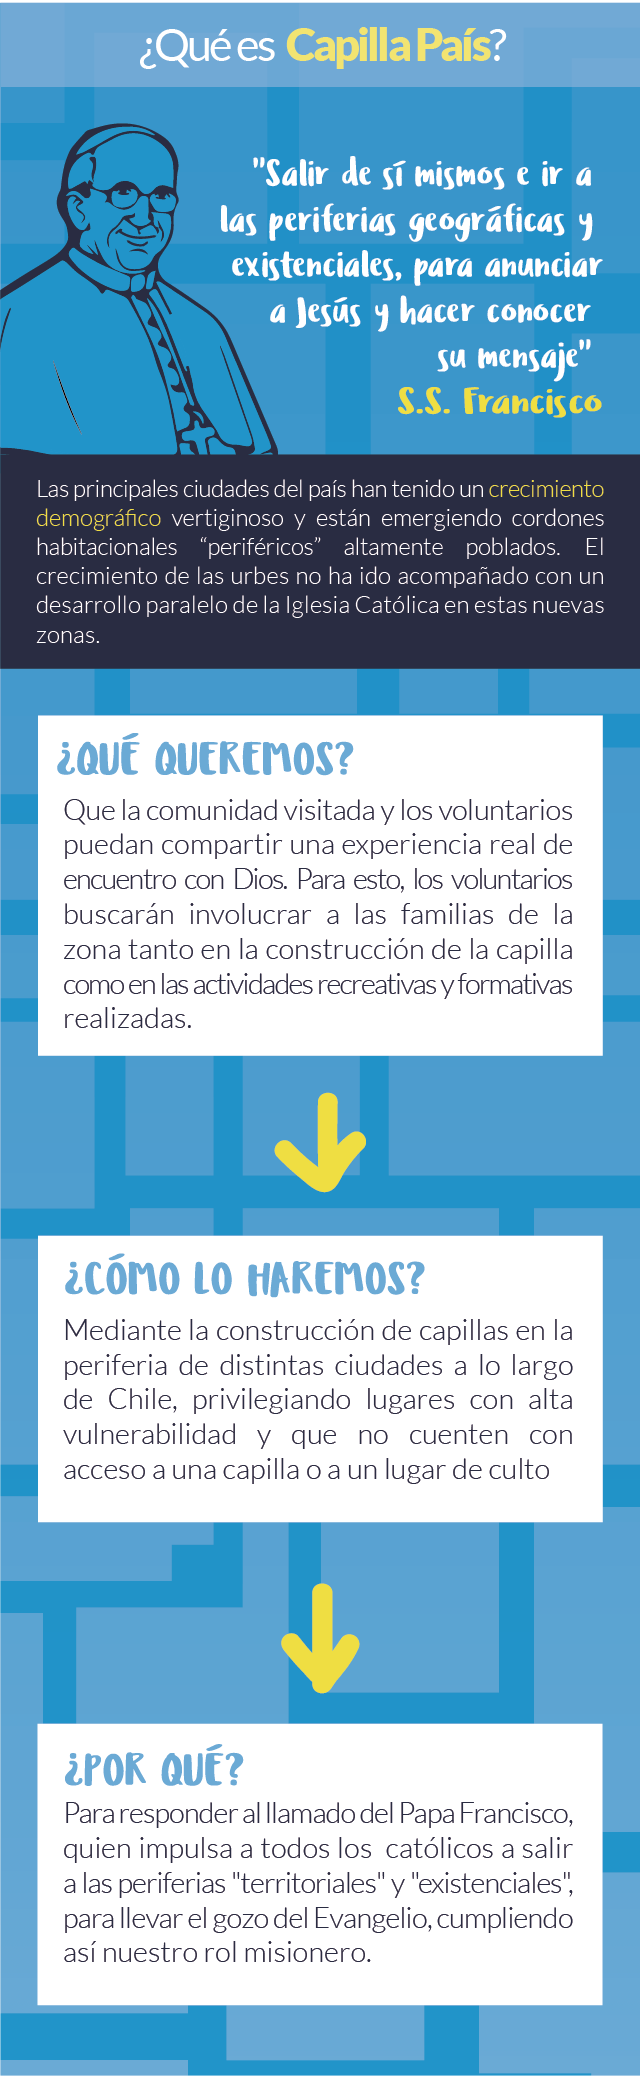 ¿Qué es Capilla País?
"Salir de sí mismos e ir a
las periferias geográficas y
existenciales, para anunciar
a Jesús y hacer conocer
su mensaje"
S.S. Francisco
Las principales ciudades del país han tenido un crecimiento
demográfico vertiginoso y están emergiendo cordones
habitacionales “periféricos” altamente poblados. El
crecimiento de las urbes no ha ido acompañado con un
desarrollo paralelo de la Iglesia Católica en estas nuevas
zonas.
¿QUÉ QUEREMOS?
Que la comunidad visitada y los voluntarios
puedan compartir una experiencia real de
encuentro con Dios. Para esto, los voluntarios
buscarán involucrar a las familias de la
zona tanto en la construcción de la capilla
como en las actividades recreativas y formativas
realizadas.
¿CÓMO LO HAREMOS?
Mediante la construcción de capillas en la
periferia de distintas ciudades a lo largo
de Chile, privilegiando lugares con alta
vulnerabilidad y que no cuenten con
acceso a una capilla o a un lugar de culto
¿POR QUÉ?
Para responder al llamado del Papa Francisco,
quien impulsa a todos los católicos a salir
a las periferias "territoriales" y "existenciales",
para llevar el gozo del Evangelio, cumpliendo
así nuestro rol misionero.